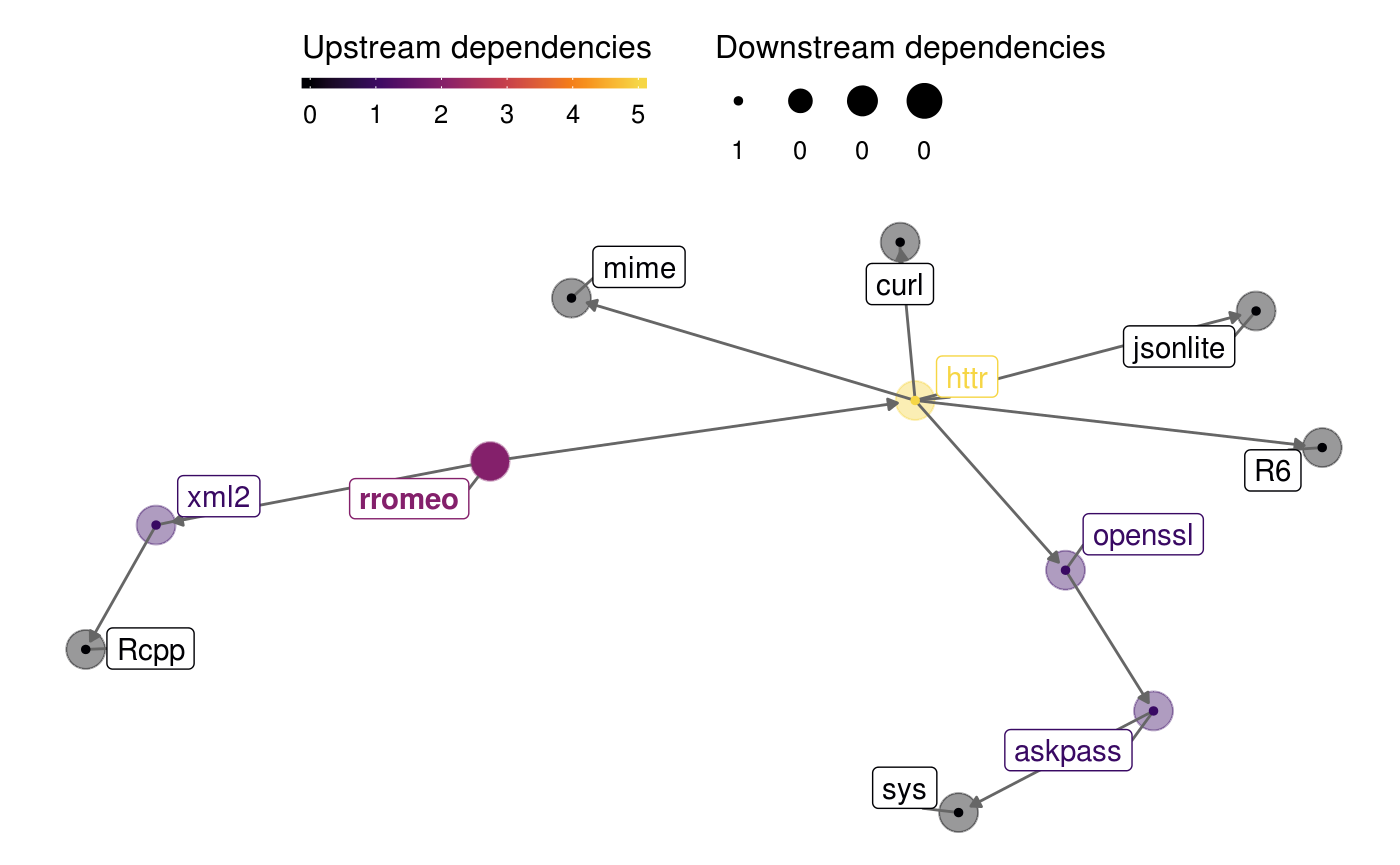 Upstream dependencies
0 1 2 3 4 5
Downstream dependencies
1 0 0 0
mime
curl
jsonlite
httr
R6
xml2
rromeo
openssl
Rcpp
askpass
sys